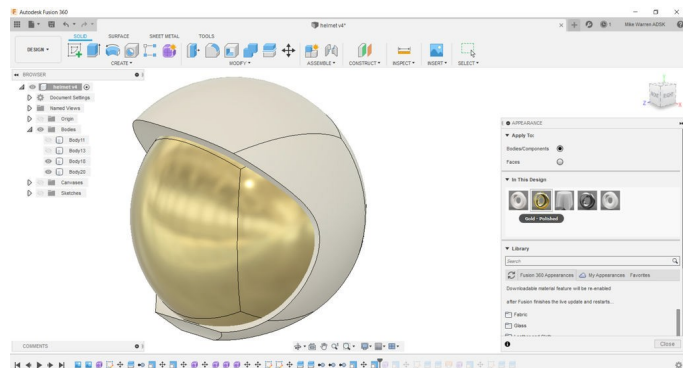 Autodesk Fusion 360
helmet v4*
1
Mike Warren ADSK
SOLID SURFACE SHEET METAL TOOLS
DESIGN
CREATE MODIFY ASSEMBLE CONSTRUCT INSPECT INSERT SELECT
BROWSER
helmet v4
Document Settings
Named Views
Origin
Bodies
Body11
Body13
Body18
Body20
Canvases
Sketches
RIGHT
Z
APPEARANCE
Apply To:
Bodies/Components
Faces
In This Design
Gold - Polished
Library
Search
Fusion 360 Appearances My Appearances Favorites
Downloadable material feature will be re-enabled
after Fusion finishes the live update and restarts...
Fabric
Glass
Close
COMMENTS